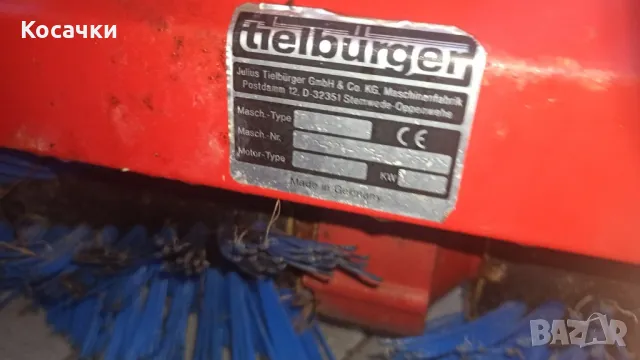 Косачки
tielbürger
Julius Tielbürger GmbH & Co. KG. Maschinenfabrik
Postdamm 12, D-32351 Stemwede-Oppenwehe
Masch.-Type
CE
Masch.-Nr.
Motor-Type
KW
Made in Germany
BAZAR